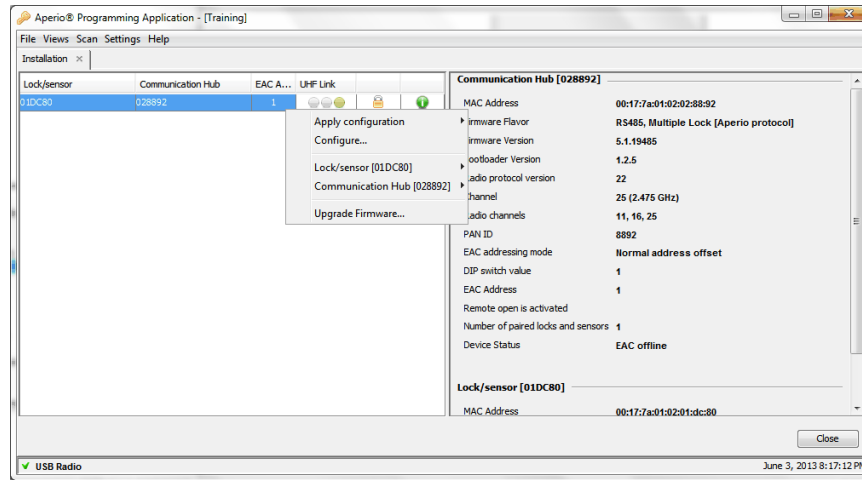 Aperio® Programming Application - [Training]
File Views Scan Settings Help
Installation ×
Lock/sensor Communication Hub EAC A... UHF Link
01DC80 028892 1
Apply configuration
Configure...
Lock/sensor [01DC80]
Communication Hub [028892]
Upgrade Firmware...
Communication Hub [028892]
MAC Address 00:17:7a:01:02:02:88:92
irmware Flavor RS485, Multiple Lock [Aperio protocol]
irmware Version 5.1.19485
ootloader Version 1.2.5
adio protocol version 22
hannel 25 (2.475 GHz)
adio channels 11, 16, 25
PAN ID 8892
EAC addressing mode Normal address offset
DIP switch value 1
EAC Address 1
Remote open is activated
Number of paired locks and sensors 1
Device Status EAC offline
Lock/sensor [01DC80]
MAC Address 00:17:7a:01:02:01:dc:80
Close
USB Radio June 3, 2013 8:17:12 PM